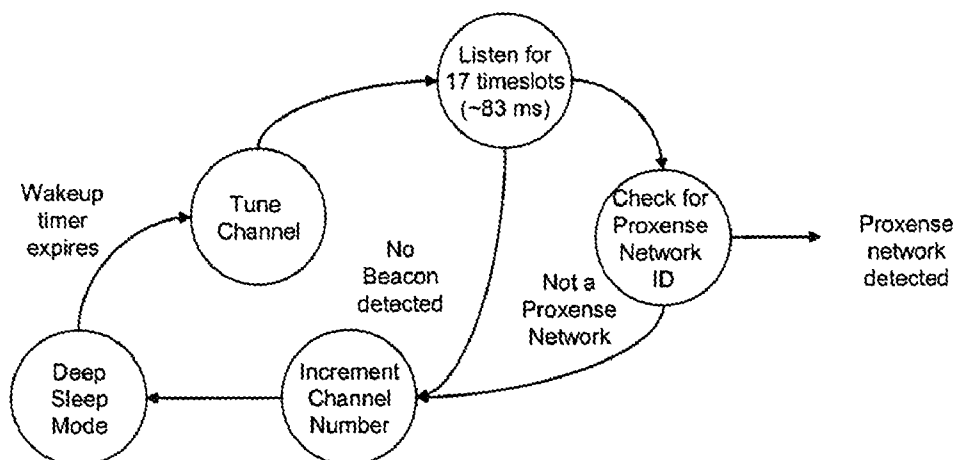 Listen for
17 timeslots
(~83 ms)
Wakeup
timer
expires
Tune
Channel
Check for
Proxense
Network
ID
Proxense
network
detected
No
Beacon
detected
Not a
Proxense
Network
Deep
Sleep
Mode
Increment
Channel
Number